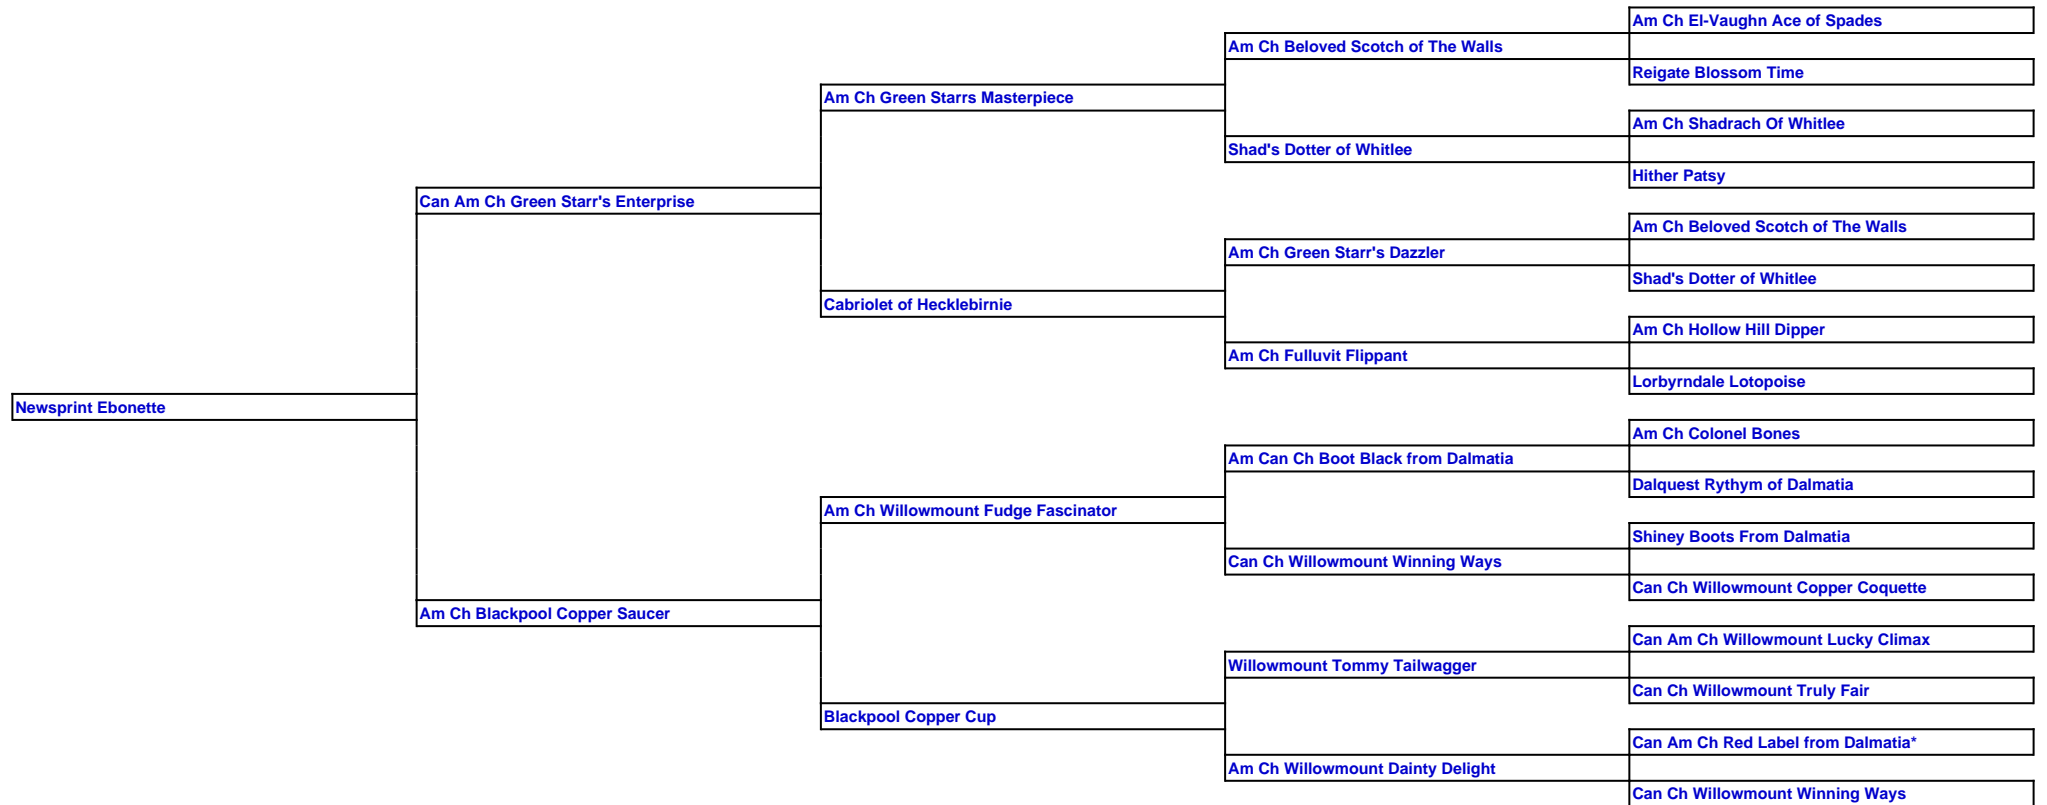 Am Ch El-Vaughn Ace of Spades
Am Ch Beloved Scotch of The Walls
Reigate Blossom Time
Am Ch Green Starrs Masterpiece
Am Ch Shadrach Of Whitlee
Shad's Dotter of Whitlee
Hither Patsy
Can Am Ch Green Starr's Enterprise
Am Ch Beloved Scotch of The Walls
Am Ch Green Starr's Dazzler
Shad's Dotter of Whitlee
Cabriolet of Hecklebirnie
Am Ch Hollow Hill Dipper
Am Ch Fulluvit Flippant
Lorbyrndale Lotopoise
Newsprint Ebonette
Am Ch Colonel Bones
Am Can Ch Boot Black from Dalmatia
Dalquest Rythym of Dalmatia
Am Ch Willowmount Fudge Fascinator
Shiney Boots From Dalmatia
Can Ch Willowmount Winning Ways
Can Ch Willowmount Copper Coquette
Am Ch Blackpool Copper Saucer
Can Am Ch Willowmount Lucky Climax
Willowmount Tommy Tailwagger
Can Ch Willowmount Truly Fair
Blackpool Copper Cup
Can Am Ch Red Label from Dalmatia*
Am Ch Willowmount Dainty Delight
Can Ch Willowmount Winning Ways